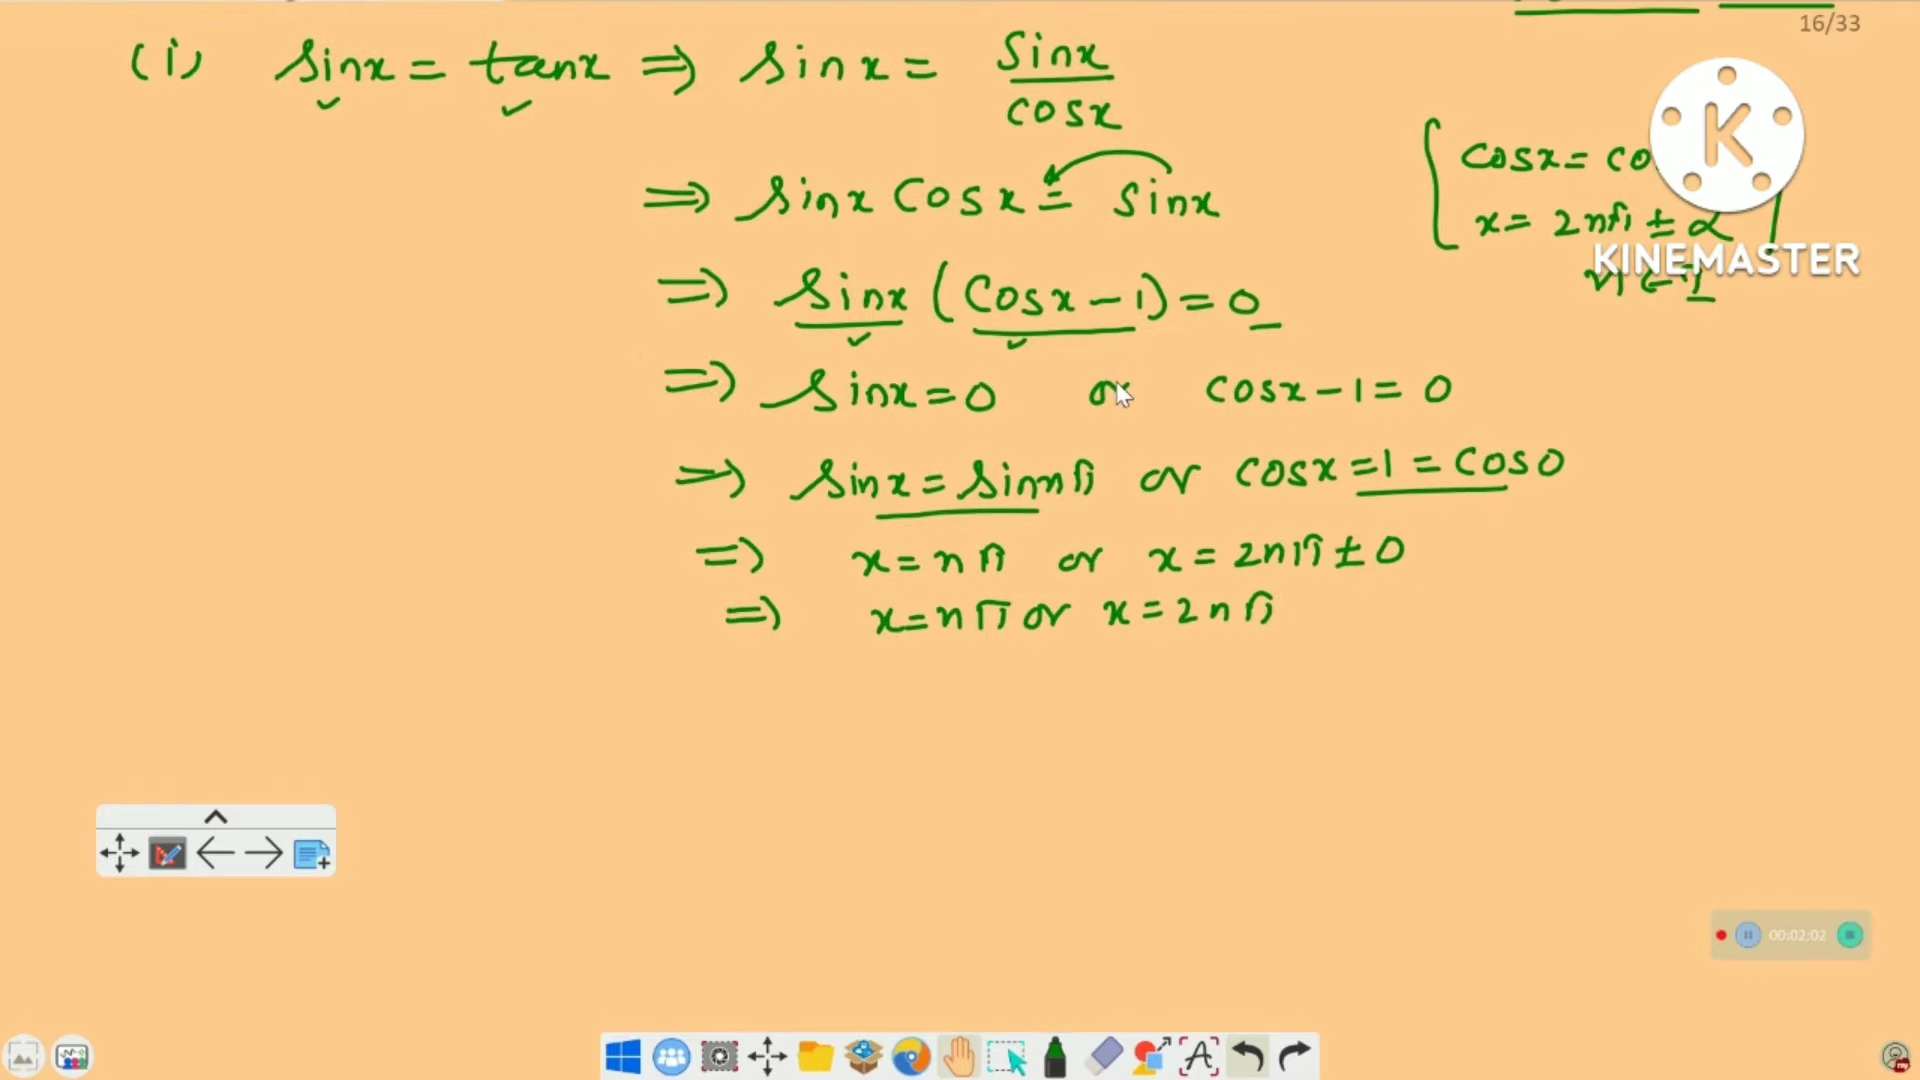 16/33
(i) sinx = tanx ⇒ sinx = sinx/cosx
⇒ sinx cosx = sinx
⇒ sinx (cosx-1) = 0
⇒ sinx = 0 or cosx-1 = 0
⇒ sinx = sinnπ or cosx = 1 = cos0
⇒ x = nπ or x = 2nπ ± 0
⇒ x = nπ or x = 2nπ
cosx =
x = 2nπ ± α
K
KINEMASTER
00:02:02